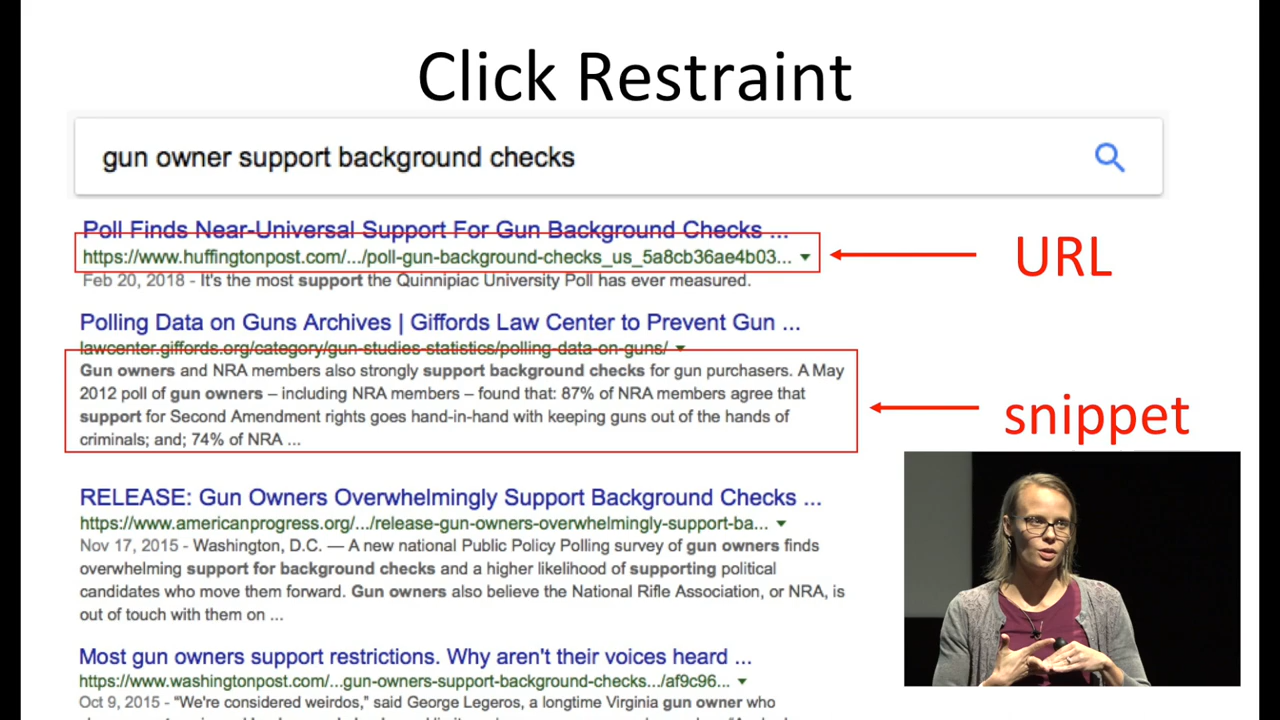 Click Restraint
gun owner support background checks
Poll Finds Near-Universal Support For Gun Background Checks ...
https://www.huffingtonpost.com/.../poll-gun-background-checks_us_5a8cb36ae4b03...
URL
Feb 20, 2018 - It's the most support the Quinnipiac University Poll has ever measured.
Polling Data on Guns Archives | Giffords Law Center to Prevent Gun ...
lawcenter.giffords.org/category/gun-studies-statistics/polling-data-on-guns/
Gun owners and NRA members also strongly support background checks for gun purchasers. A May
2012 poll of gun owners – including NRA members – found that: 87% of NRA members agree that
support for Second Amendment rights goes hand-in-hand with keeping guns out of the hands of
criminals; and; 74% of NRA ...
snippet
RELEASE: Gun Owners Overwhelmingly Support Background Checks ...
https://www.americanprogress.org/.../release-gun-owners-overwhelmingly-support-ba...
Nov 17, 2015 - Washington, D.C. — A new national Public Policy Polling survey of gun owners finds
overwhelming support for background checks and a higher likelihood of supporting political
candidates who move them forward. Gun owners also believe the National Rifle Association, or NRA, is
out of touch with them on ...
Most gun owners support restrictions. Why aren't their voices heard ...
https://www.washingtonpost.com/...gun-owners-support-background-checks.../af9c96...
Oct 9, 2015 - “We're considered weirdos,” said George Legeros, a longtime Virginia gun owner who